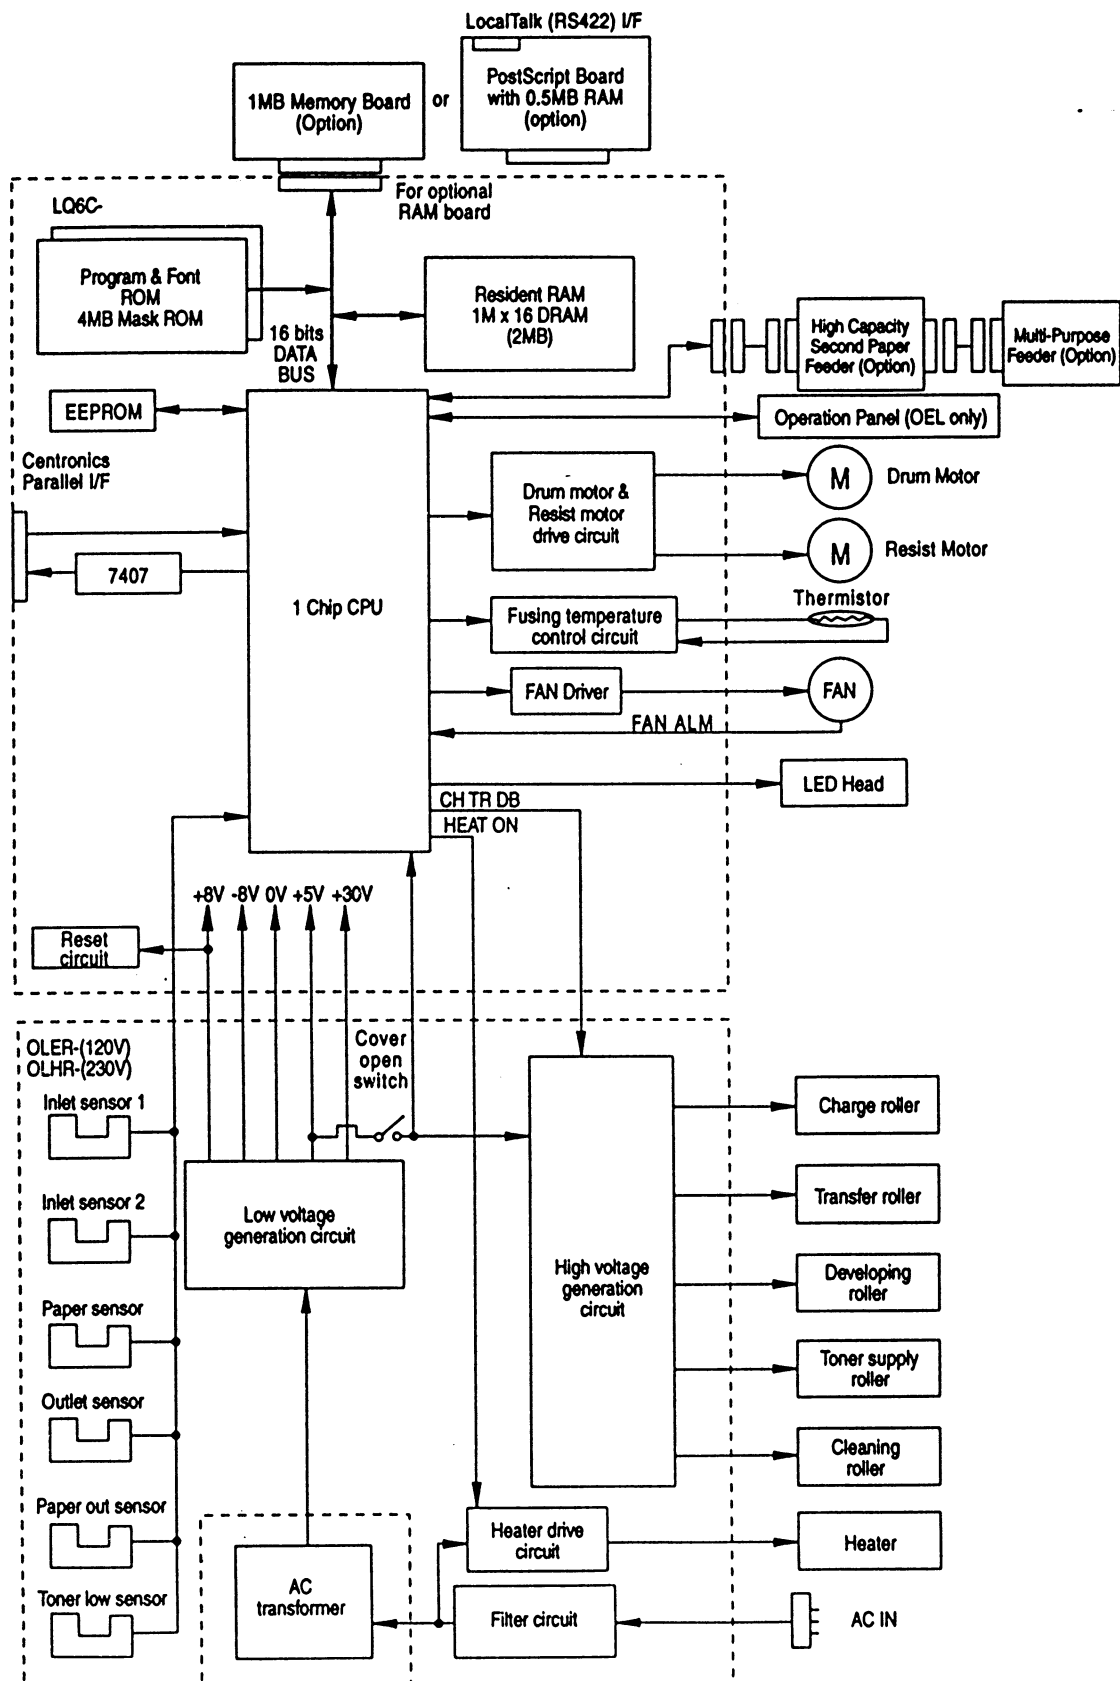 LocalTalk (RS422) I/F
1MB Memory Board
(Option)
or
PostScript Board
with 0.5MB RAM
(option)
For optional
RAM board
LQ6C-
Program & Font
ROM
4MB Mask ROM
Resident RAM
1M x 16 DRAM
(2MB)
16 bits
DATA
BUS
High Capacity
Second Paper
Feeder (Option)
Multi-Purpose
Feeder (Option)
EEPROM
Operation Panel (OEL only)
Centronics
Parallel I/F
7407
1 Chip CPU
Drum motor &
Resist motor
drive circuit
M
Drum Motor
M
Resist Motor
Thermistor
Fusing temperature
control circuit
FAN Driver
FAN
FAN ALM
LED Head
CH TR DB
HEAT ON
+8V -8V 0V +5V +30V
Reset
circuit
OLER-(120V)
OLHR-(230V)
Cover
open
switch
Inlet sensor 1
Inlet sensor 2
Paper sensor
Outlet sensor
Paper out sensor
Toner low sensor
Low voltage
generation circuit
High voltage
generation
circuit
Charge roller
Transfer roller
Developing
roller
Toner supply
roller
Cleaning
roller
Heater drive
circuit
Heater
AC
transformer
Filter circuit
AC IN